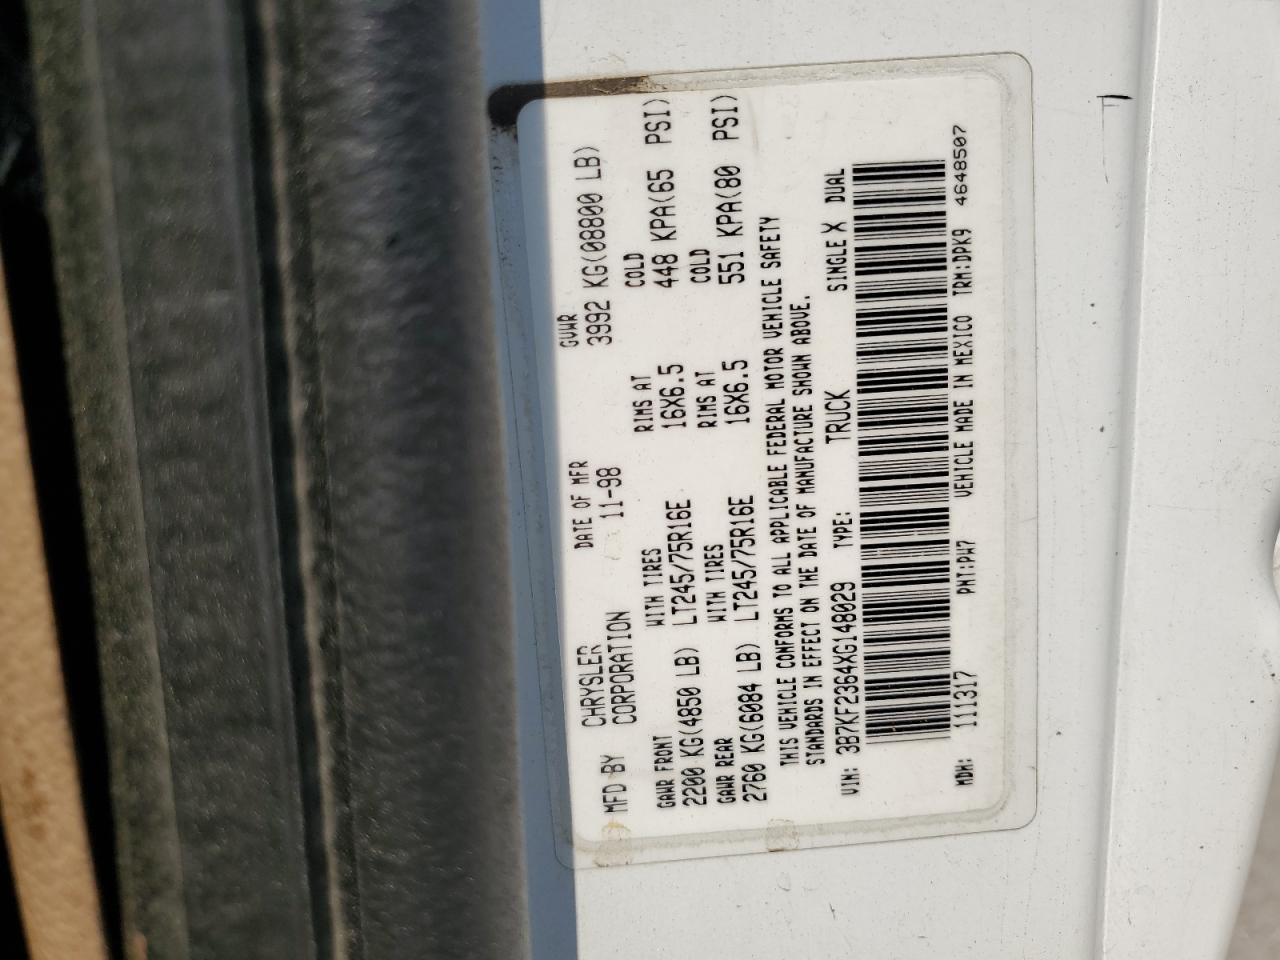 MFD BY CHRYSLER CORPORATION DATE OF MFR 11-98 GVWR 3992 KG(08800 LB)
GAWR FRONT WITH TIRES RIMS AT COLD
2200 KG(4850 LB) LT245/75R16E 16X6.5 448 KPA(65 PSI)
GAWR REAR WITH TIRES RIMS AT COLD
2760 KG(6084 LB) LT245/75R16E 16X6.5 551 KPA(80 PSI)
THIS VEHICLE CONFORMS TO ALL APPLICABLE FEDERAL MOTOR VEHICLE SAFETY
STANDARDS IN EFFECT ON THE DATE OF MANUFACTURE SHOWN ABOVE.
VIN: 3B7KF2364XG148029 TYPE: TRUCK SINGLE X DUAL
MDH: 111317 PNT:PW7 VEHICLE MADE IN MEXICO TRM:DPK9 4648507